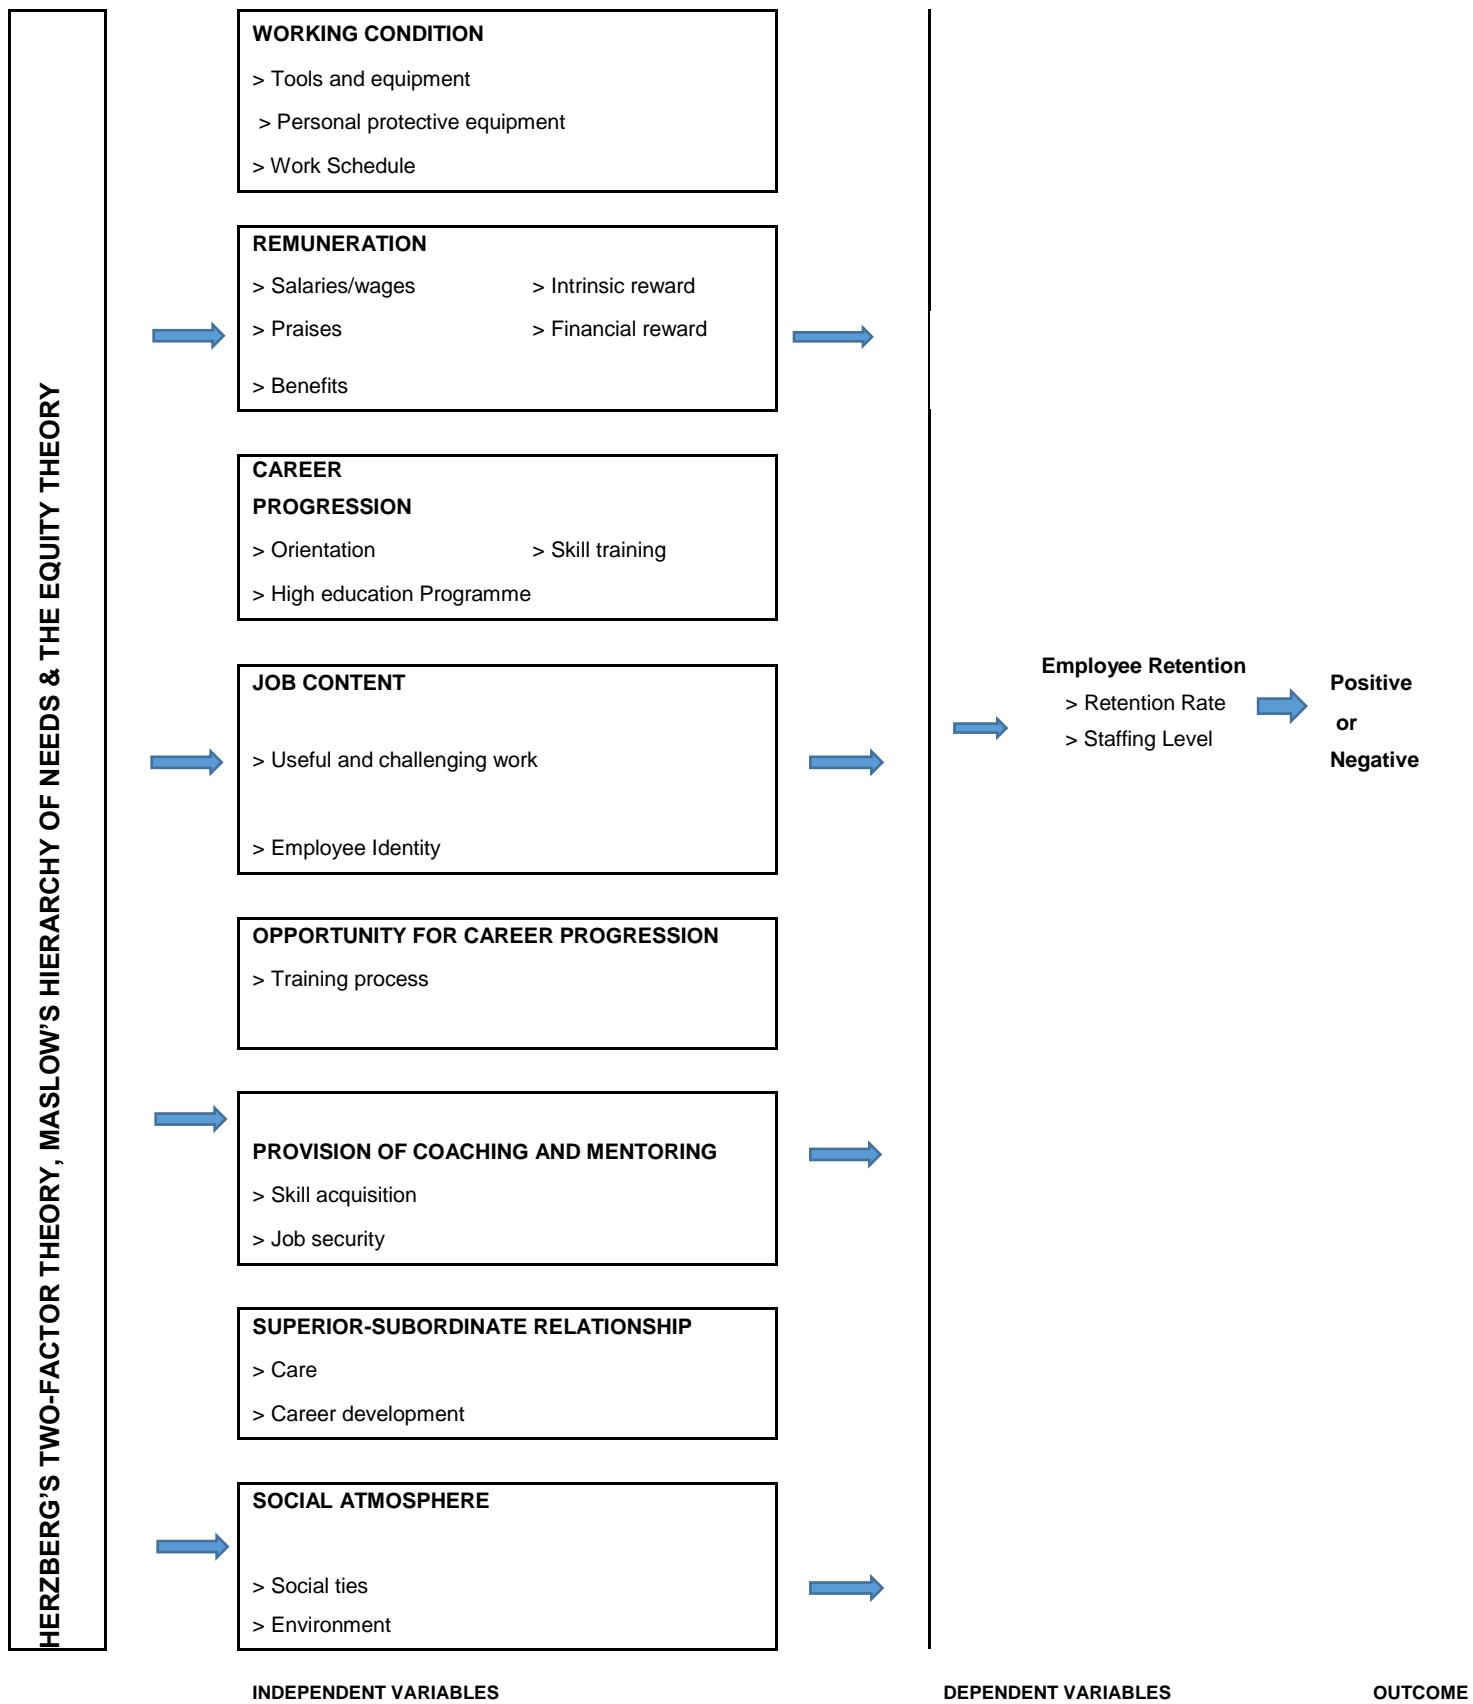 HERZBERG’S TWO-FACTOR THEORY, MASLOW’S HIERARCHY OF NEEDS & THE EQUITY THEORY
WORKING CONDITION
> Tools and equipment
> Personal protective equipment
> Work Schedule
REMUNERATION
> Salaries/wages > Intrinsic reward
> Praises > Financial reward
> Benefits
CAREER
PROGRESSION
> Orientation > Skill training
> High education Programme
JOB CONTENT
> Useful and challenging work
> Employee Identity
OPPORTUNITY FOR CAREER PROGRESSION
> Training process
PROVISION OF COACHING AND MENTORING
> Skill acquisition
> Job security
SUPERIOR-SUBORDINATE RELATIONSHIP
> Care
> Career development
SOCIAL ATMOSPHERE
> Social ties
> Environment
Employee Retention
> Retention Rate
> Staffing Level
Positive
or
Negative
INDEPENDENT VARIABLES DEPENDENT VARIABLES OUTCOME